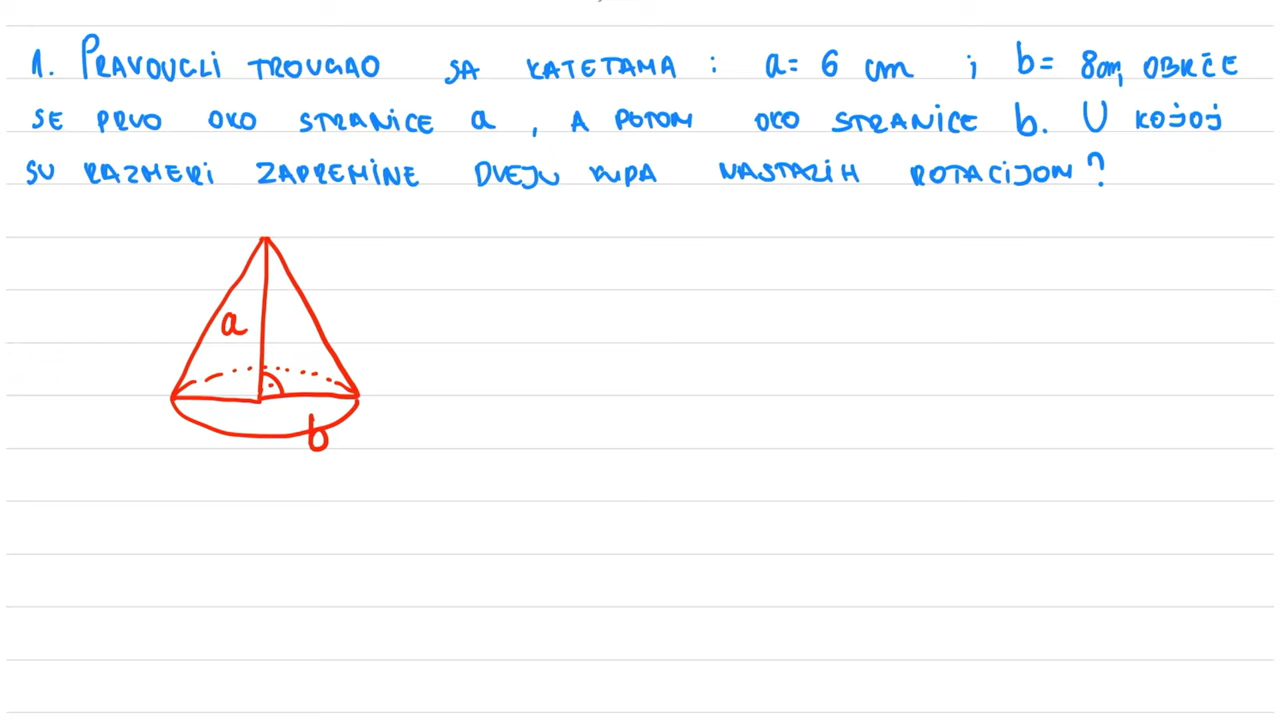 1. PRAVOUGLI TROUGAO SA KATETAMA : a = 6 cm i b = 8cm, OBRĆE
SE PRVO OKO STRANICE a, A POTOM OKO STRANICE b. U KOJOJ
SU RAZMERI ZAPREMINE DVEJU KUPA NASTALIH ROTACIJOM?
a
b